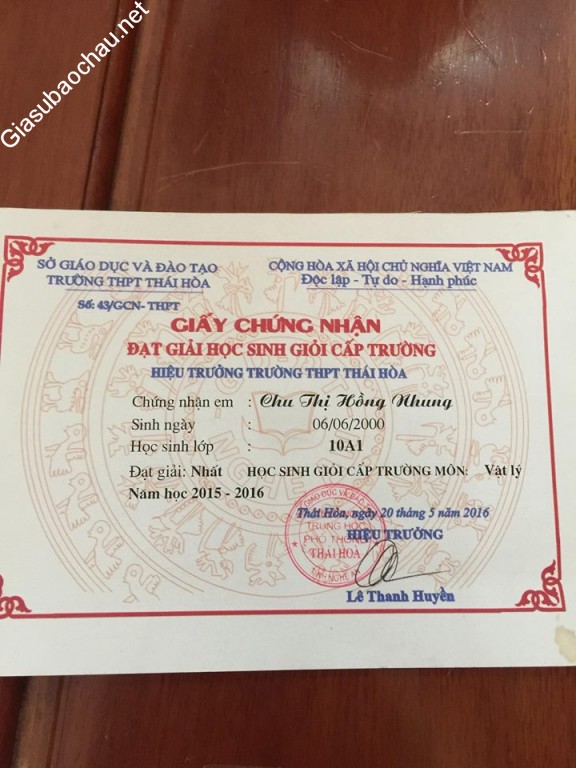 Giasubaochau.net
SỞ GIÁO DỤC VÀ ĐÀO TẠO
TRƯỜNG THPT THÁI HÒA
Số: 43/GCN- THPT
CỘNG HÒA XÃ HỘI CHỦ NGHĨA VIỆT NAM
Độc lập - Tự do - Hạnh phúc
GIẤY CHỨNG NHẬN
ĐẠT GIẢI HỌC SINH GIỎI CẤP TRƯỜNG
HIỆU TRƯỞNG TRƯỜNG THPT THÁI HÒA
Chứng nhận em : Chu Thị Hồng Nhung
Sinh ngày : 06/06/2000
Học sinh lớp : 10A1
Đạt giải: Nhất HỌC SINH GIỎI CẤP TRƯỜNG MÔN: Vật lý
Năm học 2015 - 2016
Thái Hòa, ngày 20 tháng 5 năm 2016
HIỆU TRƯỞNG
TRUNG HỌC
PHỔ THÔNG
THÁI HÒA
Lê Thanh Huyền